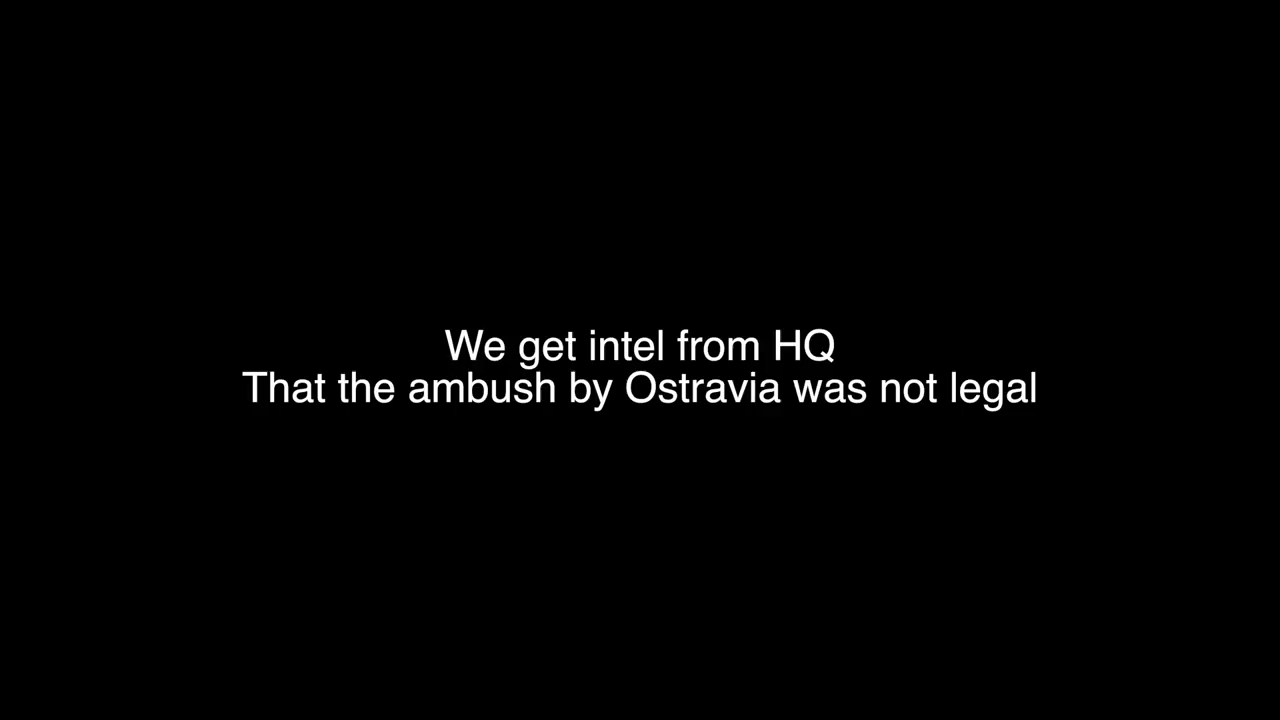 We get intel from HQ
That the ambush by Ostravia was not legal